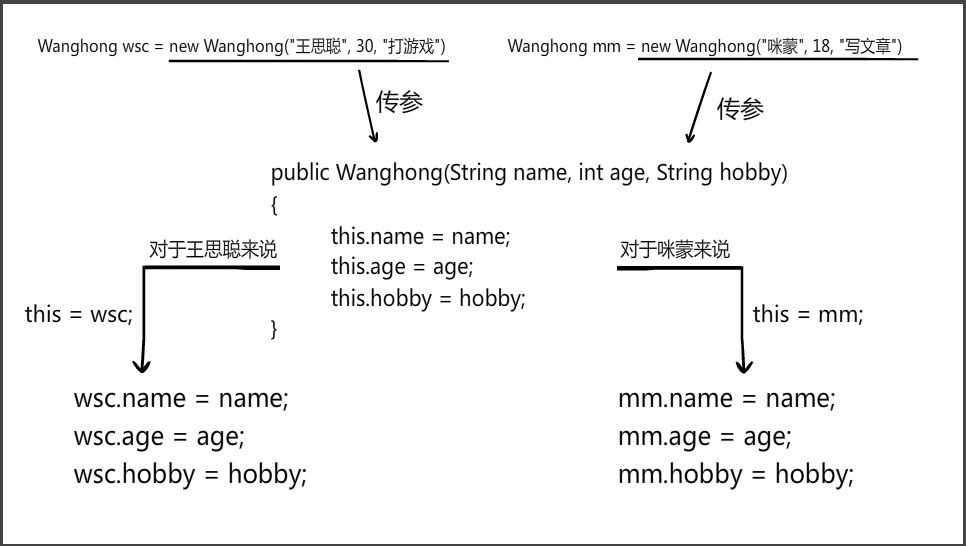 Wanghong wsc = new Wanghong("王思聪", 30, "打游戏")
Wanghong mm = new Wanghong("咪蒙", 18, "写文章")
传参
传参
public Wanghong(String name, int age, String hobby)
{
this.name = name;
this.age = age;
this.hobby = hobby;
}
对于王思聪来说
this = wsc;
wsc.name = name;
wsc.age = age;
wsc.hobby = hobby;
对于咪蒙来说
this = mm;
mm.name = name;
mm.age = age;
mm.hobby = hobby;